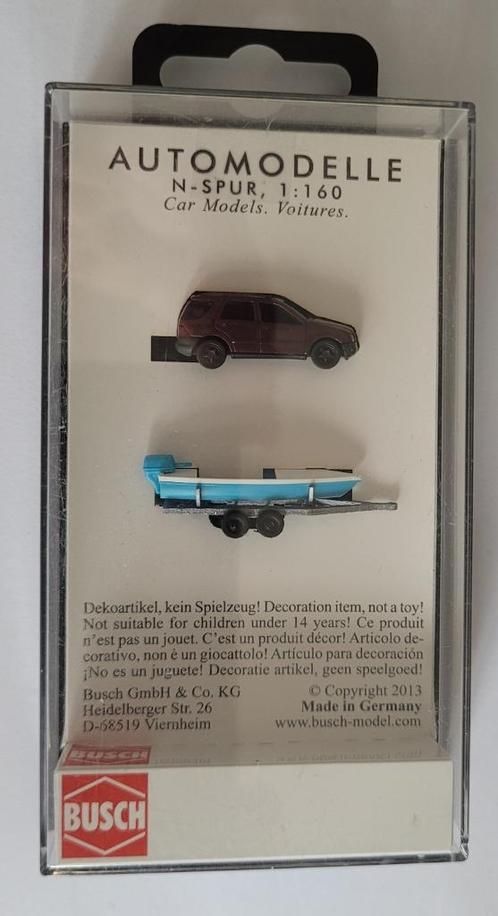 AUTOMODELLE
N-SPUR, 1:160
Car Models. Voitures.
Dekoartikel, kein Spielzeug! Decoration item, not a toy!
Not suitable for children under 14 years! Ce produit
n'est pas un jouet. C'est un produit décor! Articolo de-
corativo, non è un giocattolo! Artículo para decoración
¡No es un juguete! Decoratie artikel, geen speelgoed!
Busch GmbH & Co. KG
Heidelberger Str. 26
D-68519 Viernheim
© Copyright 2013
Made in Germany
www.busch-model.com
BUSCH